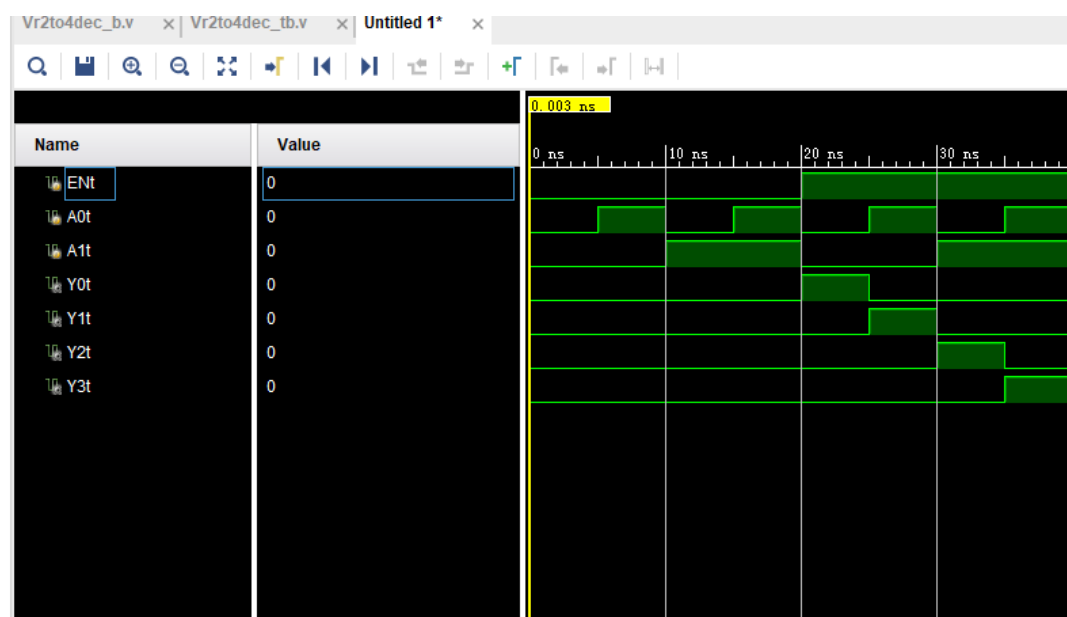 Vr2to4dec_b.v × Vr2to4dec_tb.v × Untitled 1* ×
0.003 ns
Name Value
0 ns 10 ns 20 ns 30 ns
ENt 0
A0t 0
A1t 0
Y0t 0
Y1t 0
Y2t 0
Y3t 0